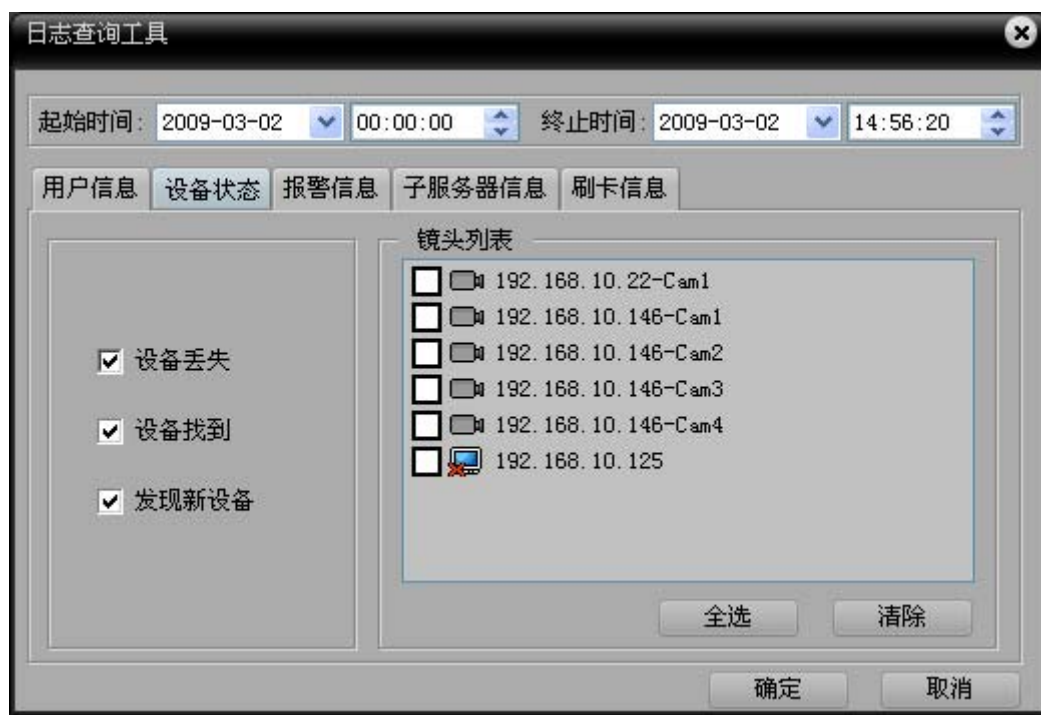 日志查询工具
起始时间: 2009-03-02 00:00:00 终止时间: 2009-03-02 14:56:20
用户信息 设备状态 报警信息 子服务器信息 刷卡信息
镜头列表
192.168.10.22-Cam1
192.168.10.146-Cam1
192.168.10.146-Cam2
192.168.10.146-Cam3
192.168.10.146-Cam4
192.168.10.125
设备丢失
设备找到
发现新设备
全选 清除
确定 取消